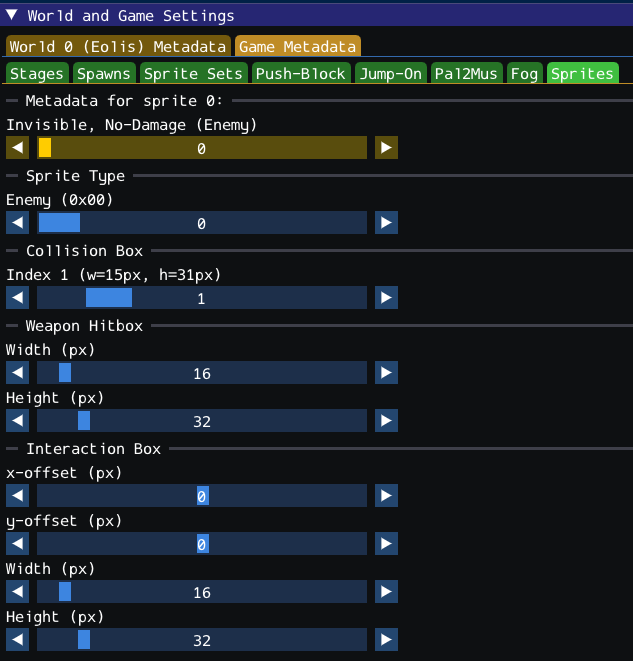 World and Game Settings
World 0 (Eolis) Metadata Game Metadata
Stages Spawns Sprite Sets Push-Block Jump-On Pal2Mus Fog Sprites
Metadata for sprite 0:
Invisible, No-Damage (Enemy)
0
Sprite Type
Enemy (0x00)
0
Collision Box
Index 1 (w=15px, h=31px)
1
Weapon Hitbox
Width (px)
16
Height (px)
32
Interaction Box
x-offset (px)
0
y-offset (px)
0
Width (px)
16
Height (px)
32